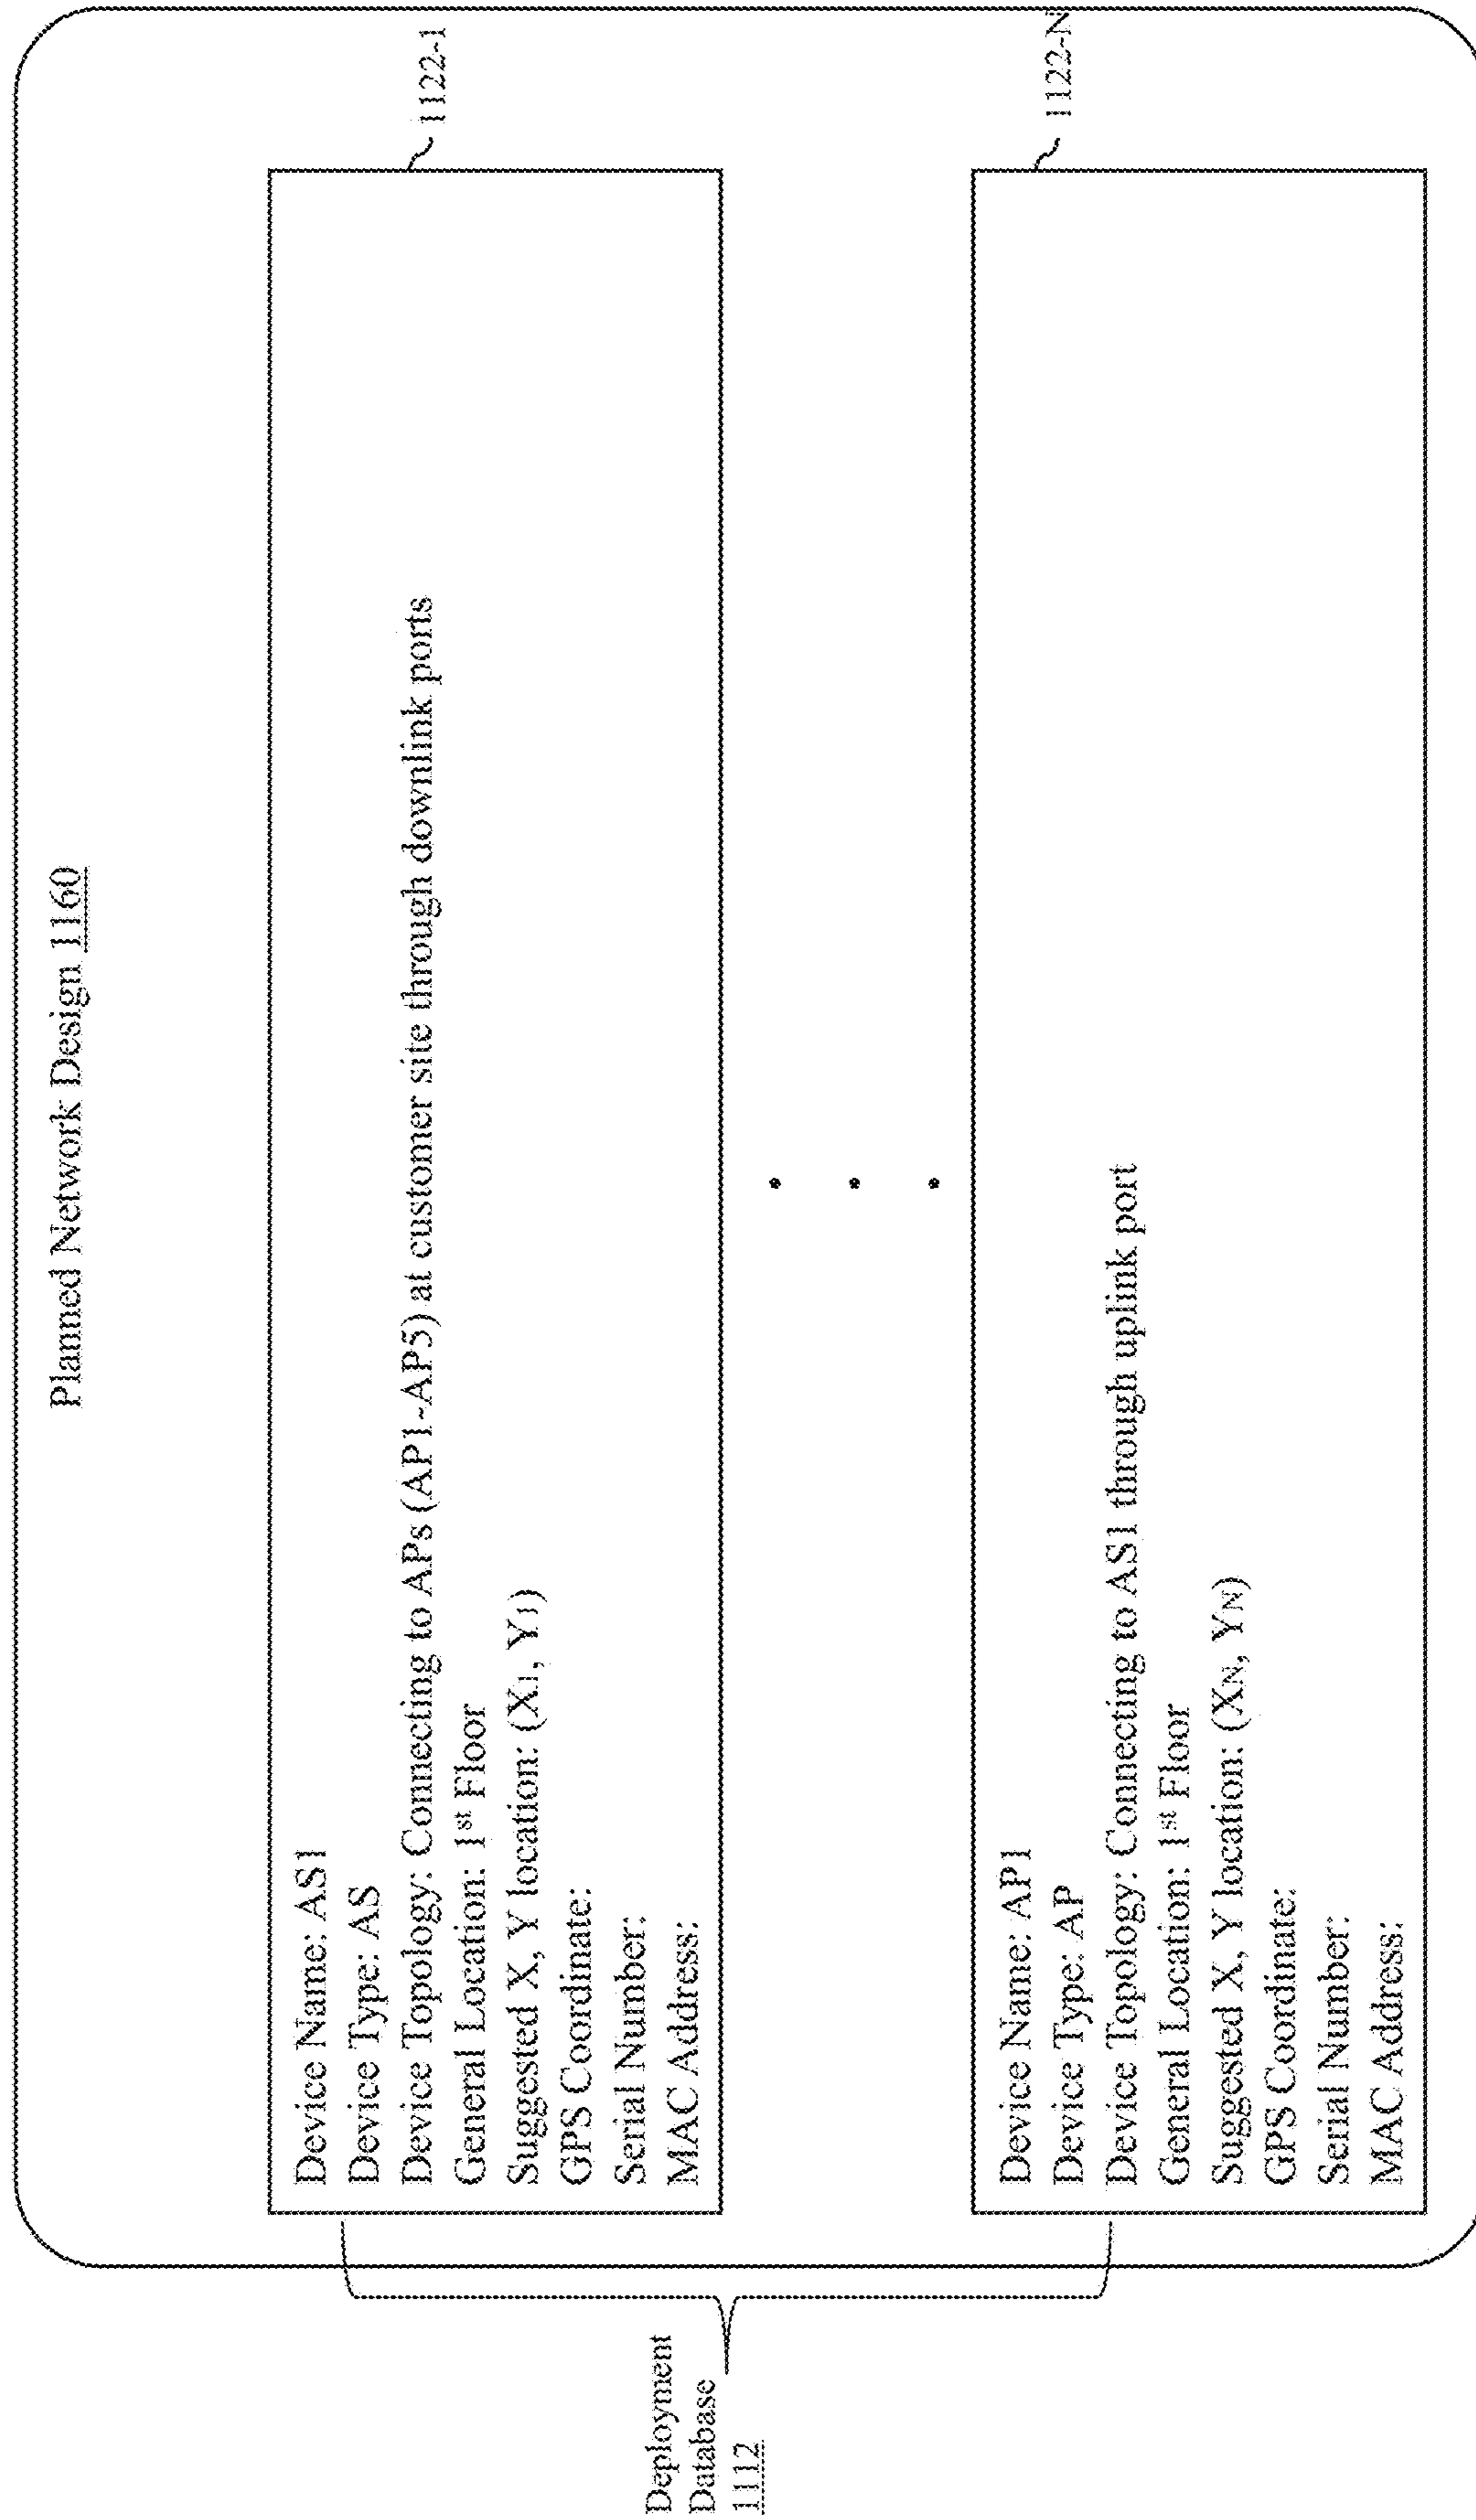 Planned Network Design 1160
Deployment
Database
1112
Device Name: AS1
Device Type: AS
Device Topology: Connecting to APs (AP1~AP5) at customer site through downlink ports
General Location: 1st Floor
Suggested X, Y location: (X1, Y1)
GPS Coordinate:
Serial Number:
MAC Address:
1122-1
Device Name: AP1
Device Type: AP
Device Topology: Connecting to AS1 through uplink port
General Location: 1st Floor
Suggested X, Y location: (XN, YN)
GPS Coordinate:
Serial Number:
MAC Address:
1122-N